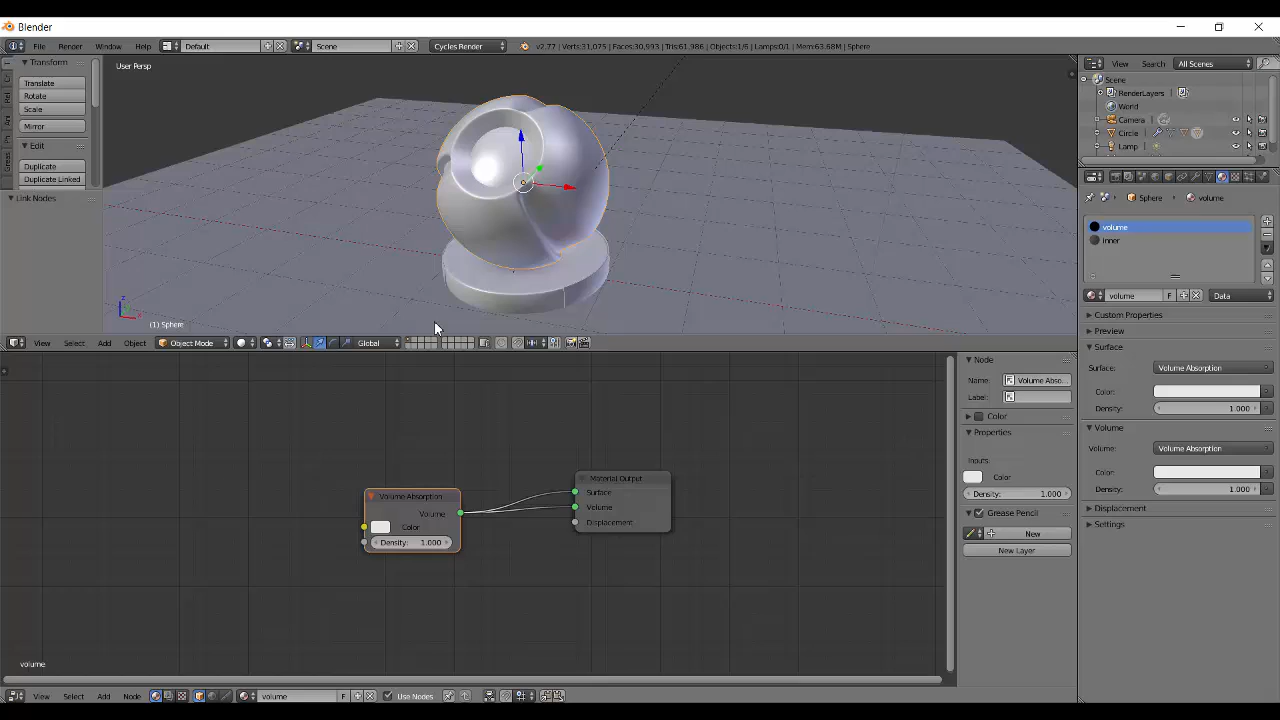 Blender
File Render Window Help Default Scene Cycles Render v2.77 | Verts:31,075 | Faces:30,993 | Tris:61,986 | Objects:1/6 | Lamps:0/1 | Mem:63.68M | Sphere
Transform
Translate
Rotate
Scale
Mirror
Edit
Duplicate
Duplicate Linked
Link Nodes
User Persp
(1) Sphere
View Select Add Object Object Mode Global
View Search All Scenes
Scene
RenderLayers
World
Camera
Circle
Lamp
Sphere volume
volume
inner
volume F Data
Custom Properties
Preview
Surface
Surface: Volume Absorption
Color:
Density: 1.000
Volume
Volume: Volume Absorption
Color:
Density: 1.000
Displacement
Settings
Volume Absorption
Volume
Color
Density: 1.000
Material Output
Surface
Volume
Displacement
Node
Name: Volume Abso...
Label:
Color
Properties
Inputs:
Color
Density: 1.000
Grease Pencil
New
New Layer
volume
View Select Add Node volume F Use Nodes